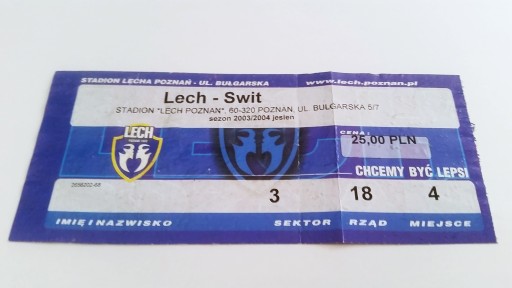 STADION LECHA POZNAŃ - UL. BUŁGARSKA www.lech.poznan.pl
Lech - Swit
STADION "LECH POZNAN", 60-320 POZNAN, UL. BUŁGARSKA 5/7
sezon 2003/2004 jesien
CENA:
25,00 PLN
LECH
CHCEMY BYĆ LEPSI
3 18 4
IMIĘ I NAZWISKO SEKTOR RZĄD MIEJSCE